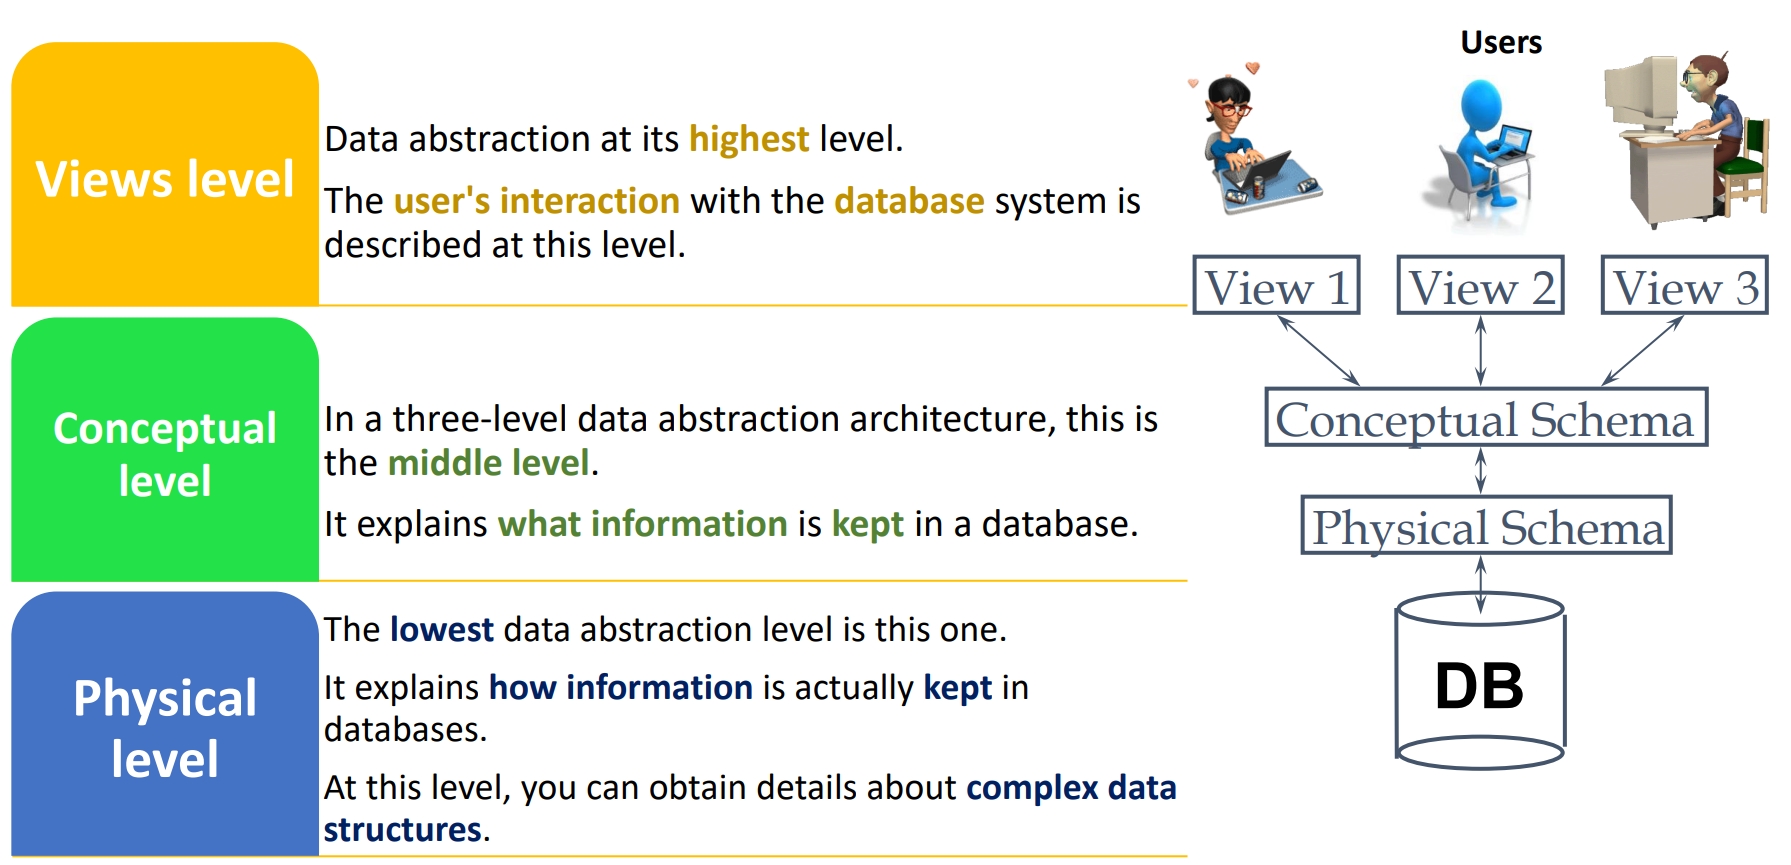 Views level
Data abstraction at its highest level.
The user's interaction with the database system is
described at this level.
Conceptual
level
In a three-level data abstraction architecture, this is
the middle level.
It explains what information is kept in a database.
Physical
level
The lowest data abstraction level is this one.
It explains how information is actually kept in
databases.
At this level, you can obtain details about complex data
structures.
Users
View 1
View 2
View 3
Conceptual Schema
Physical Schema
DB